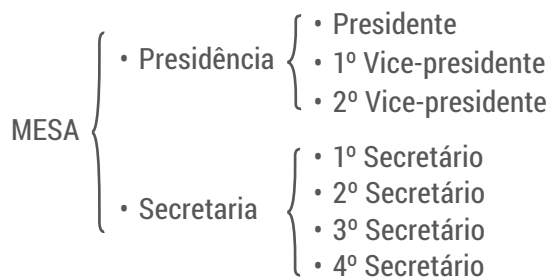 MESA
• Presidência
• Presidente
• 1º Vice-presidente
• 2º Vice-presidente
• Secretaria
• 1º Secretário
• 2º Secretário
• 3º Secretário
• 4º Secretário